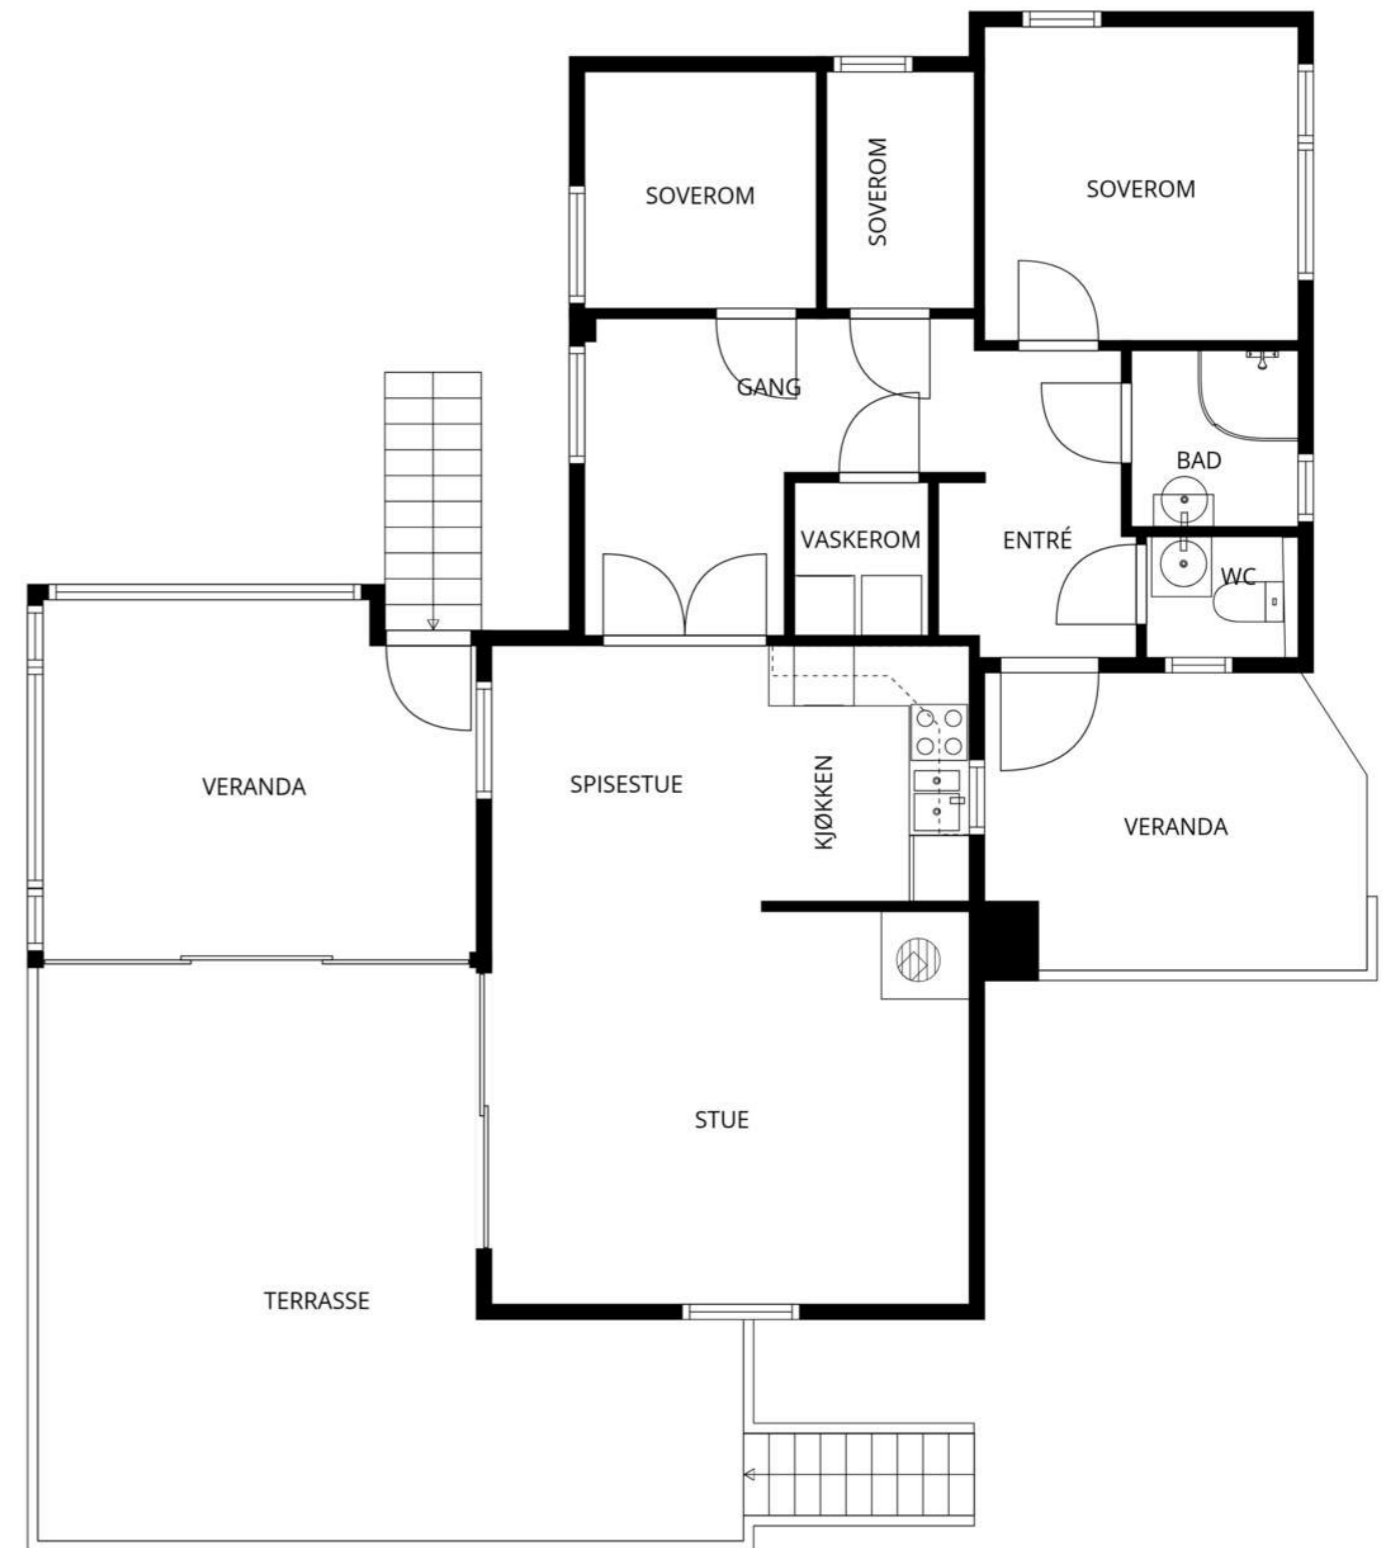 SOVEROM
SOVEROM
SOVEROM
GANG
BAD
VASKEROM
ENTRÉ
WC
VERANDA
SPISESTUE
KJØKKEN
VERANDA
STUE
TERRASSE